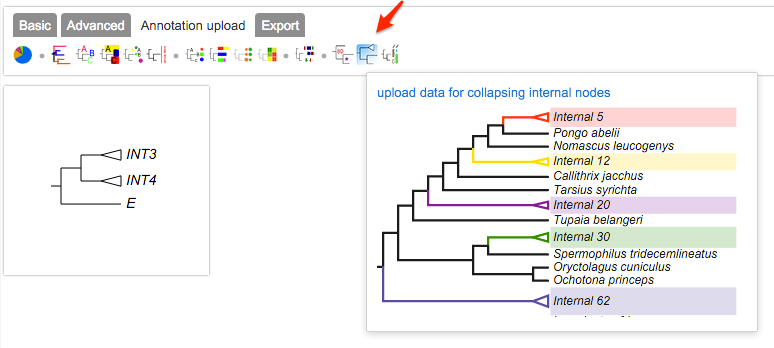 Basic Advanced Annotation upload Export
upload data for collapsing internal nodes
INT3
INT4
E
Internal 5
Pongo abelii
Nomascus leucogenys
Internal 12
Callithrix jacchus
Tarsius syrichta
Internal 20
Tupaia belangeri
Internal 30
Spermophilus tridecemlineatus
Oryctolagus cuniculus
Ochotona princeps
Internal 62